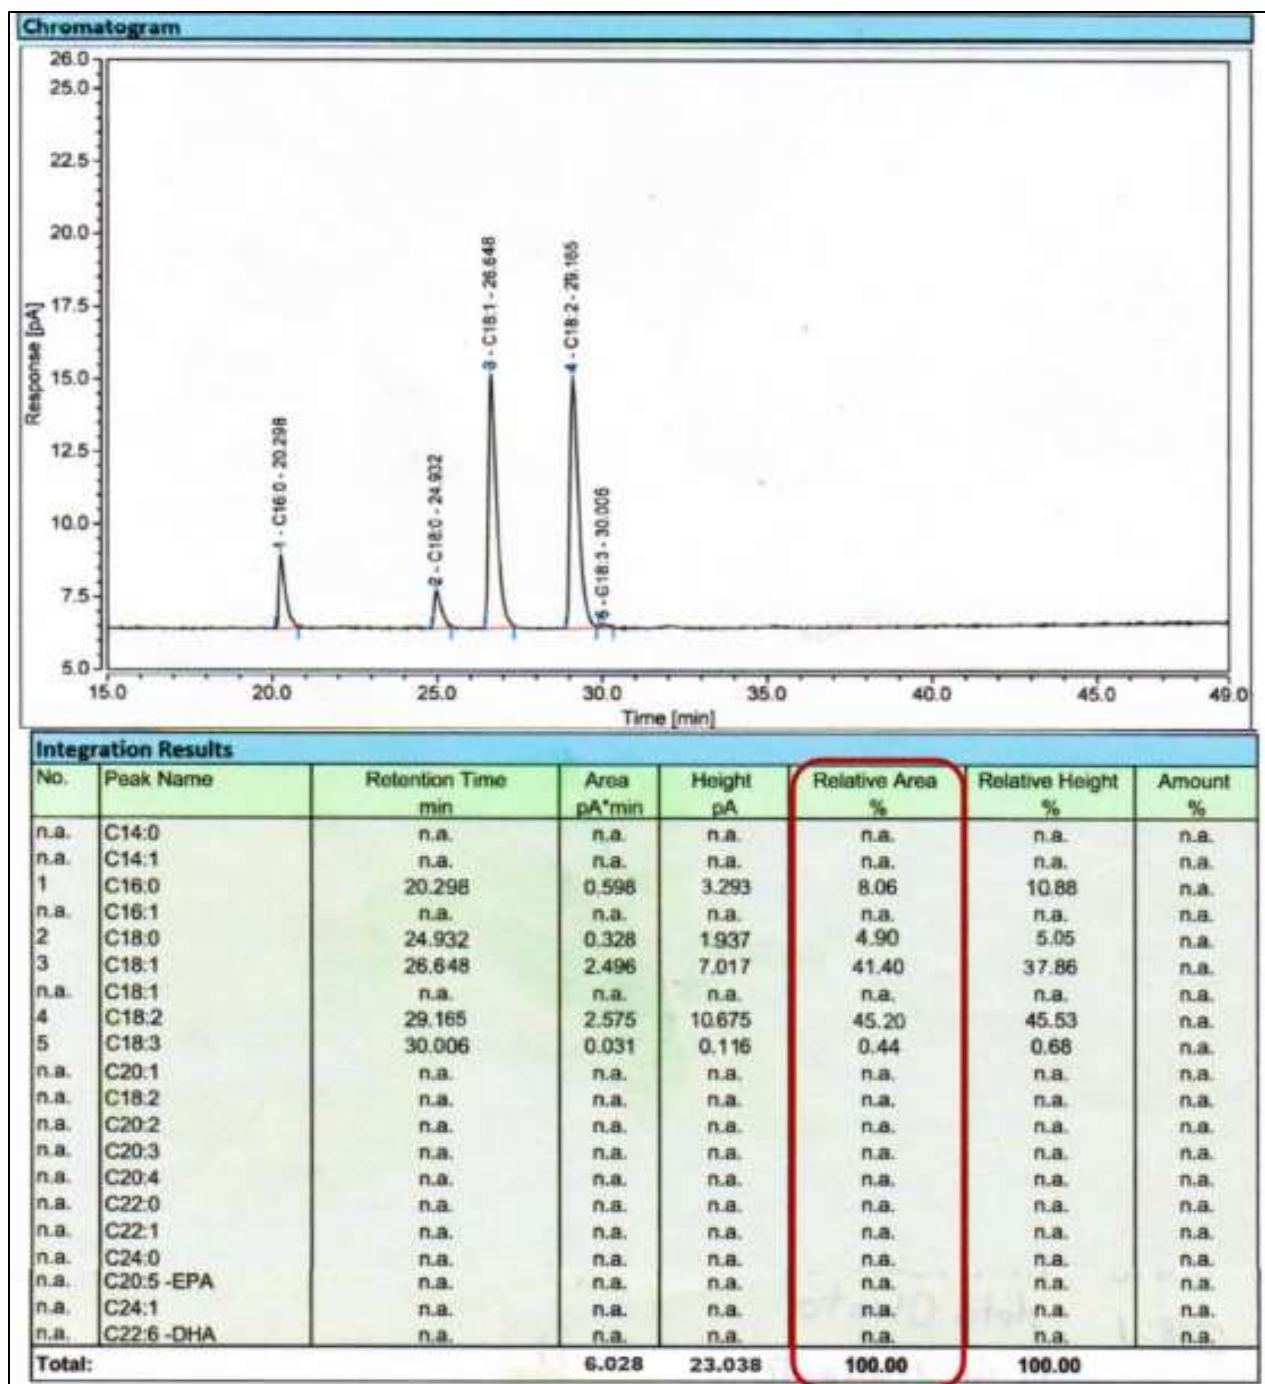 Chromatogram
26.0
25.0
22.5
20.0
17.5
15.0
12.5
10.0
7.5
5.0
Response [pA]
1 - C16:0 - 20.298
2 - C18:0 - 24.932
3 - C18:1 - 26.648
4 - C18:2 - 29.165
5 - C18:3 - 30.006
15.0 20.0 25.0 30.0 35.0 40.0 45.0 49.0
Time [min]
Integration Results
No. Peak Name Retention Time Area Height Relative Area Relative Height Amount
min pA*min pA % % %
n.a. C14:0 n.a. n.a. n.a. n.a. n.a. n.a.
n.a. C14:1 n.a. n.a. n.a. n.a. n.a. n.a.
1 C16:0 20.298 0.598 3.293 8.06 10.88 n.a.
n.a. C16:1 n.a. n.a. n.a. n.a. n.a. n.a.
2 C18:0 24.932 0.328 1.937 4.90 5.05 n.a.
3 C18:1 26.648 2.496 7.017 41.40 37.86 n.a.
n.a. C18:1 n.a. n.a. n.a. n.a. n.a. n.a.
4 C18:2 29.165 2.575 10.675 45.20 45.53 n.a.
5 C18:3 30.006 0.031 0.116 0.44 0.68 n.a.
n.a. C20:1 n.a. n.a. n.a. n.a. n.a. n.a.
n.a. C18:2 n.a. n.a. n.a. n.a. n.a. n.a.
n.a. C20:2 n.a. n.a. n.a. n.a. n.a. n.a.
n.a. C20:3 n.a. n.a. n.a. n.a. n.a. n.a.
n.a. C20:4 n.a. n.a. n.a. n.a. n.a. n.a.
n.a. C22:0 n.a. n.a. n.a. n.a. n.a. n.a.
n.a. C22:1 n.a. n.a. n.a. n.a. n.a. n.a.
n.a. C24:0 n.a. n.a. n.a. n.a. n.a. n.a.
n.a. C20:5 -EPA n.a. n.a. n.a. n.a. n.a. n.a.
n.a. C24:1 n.a. n.a. n.a. n.a. n.a. n.a.
n.a. C22:6 -DHA n.a. n.a. n.a. n.a. n.a. n.a.
Total: 6.028 23.038 100.00 100.00